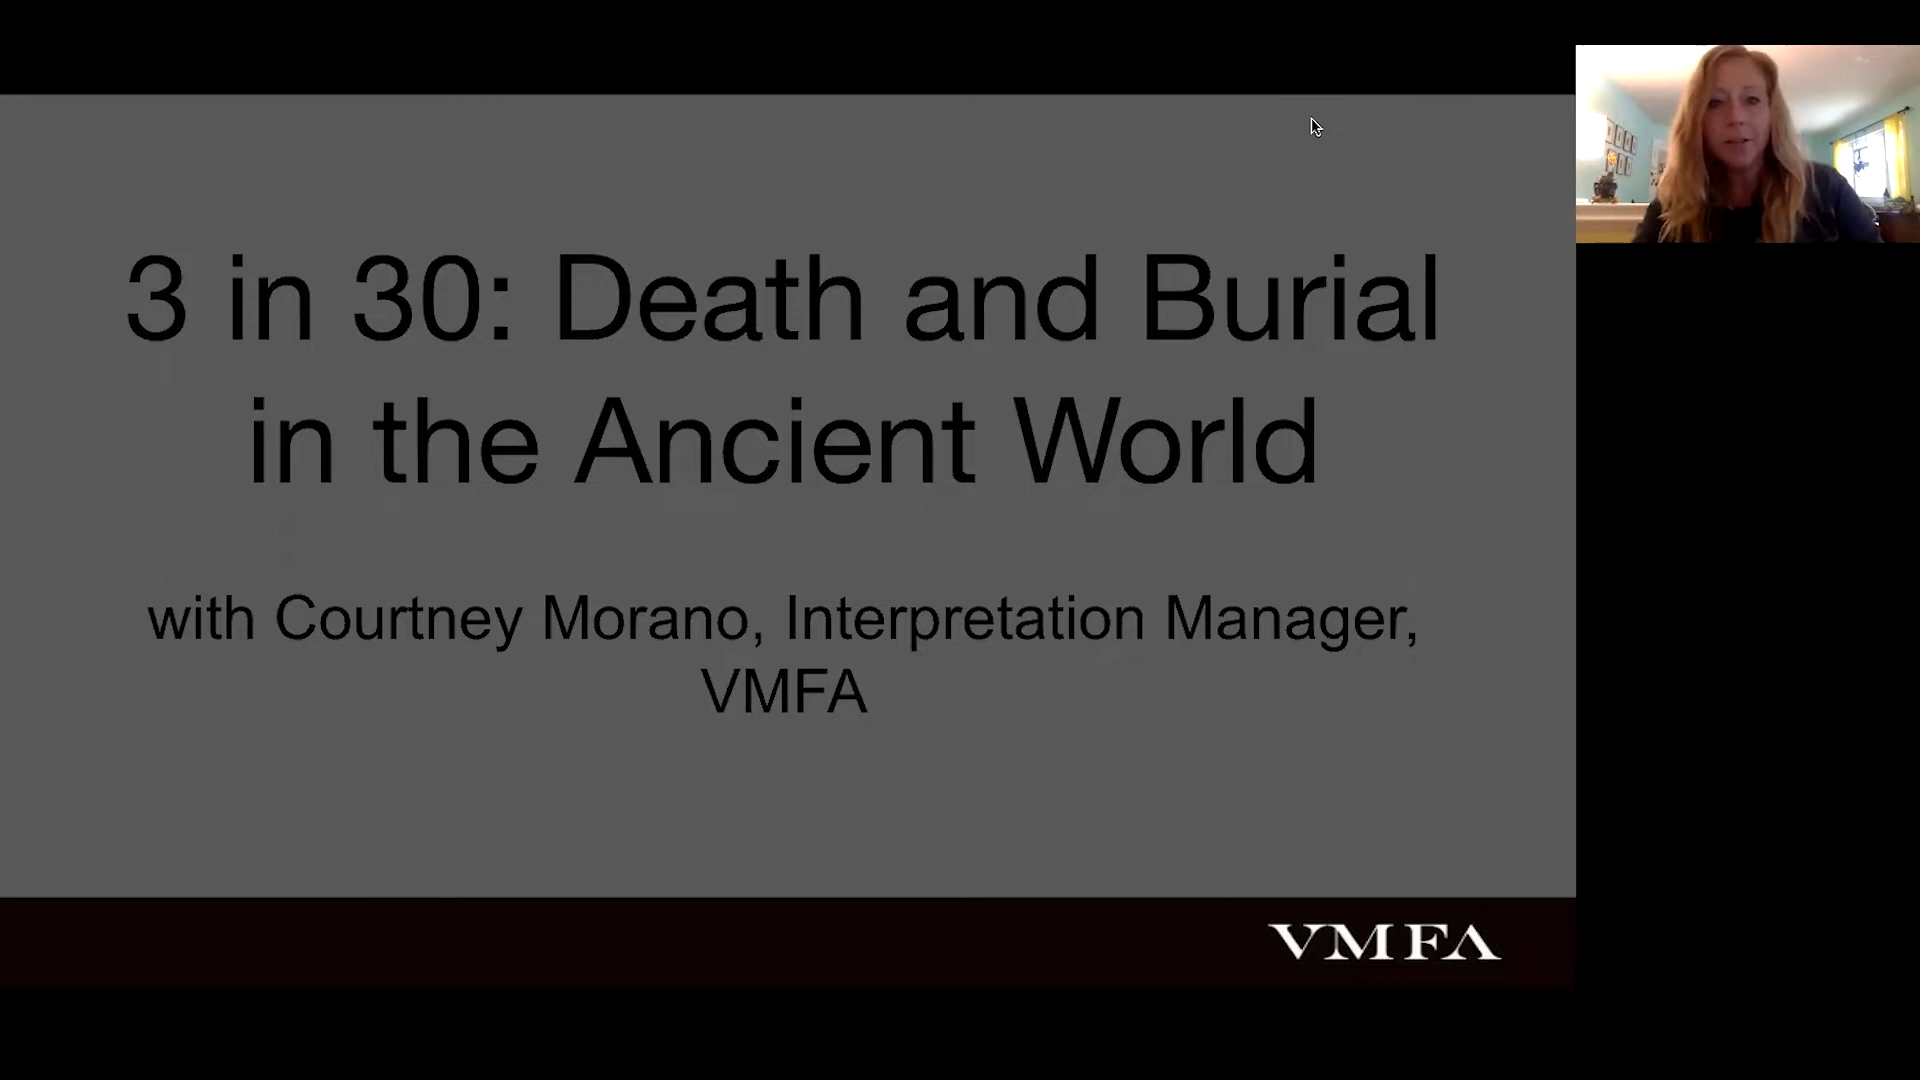 3 in 30: Death and Burial
in the Ancient World
with Courtney Morano, Interpretation Manager,
VMFA
VMFA